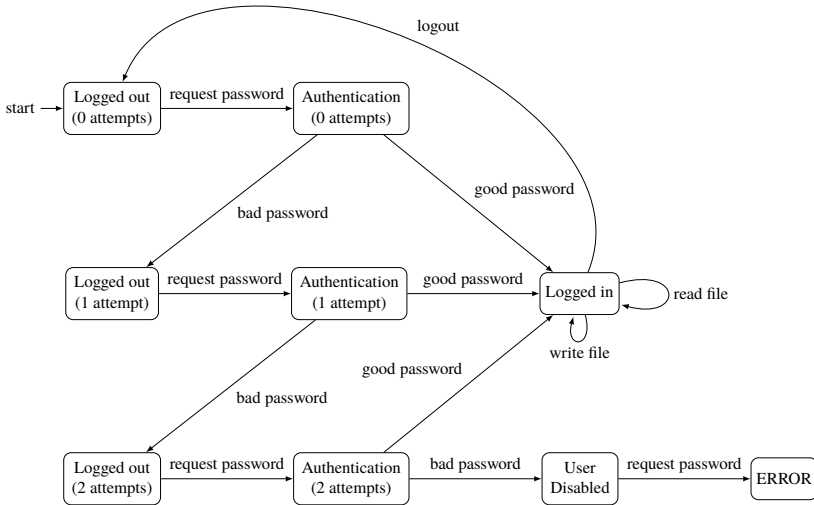 logout
start
Logged out
(0 attempts)
request password
Authentication
(0 attempts)
good password
bad password
Logged out
(1 attempt)
request password
Authentication
(1 attempt)
good password
Logged in
read file
write file
good password
bad password
Logged out
(2 attempts)
request password
Authentication
(2 attempts)
bad password
User
Disabled
request password
ERROR